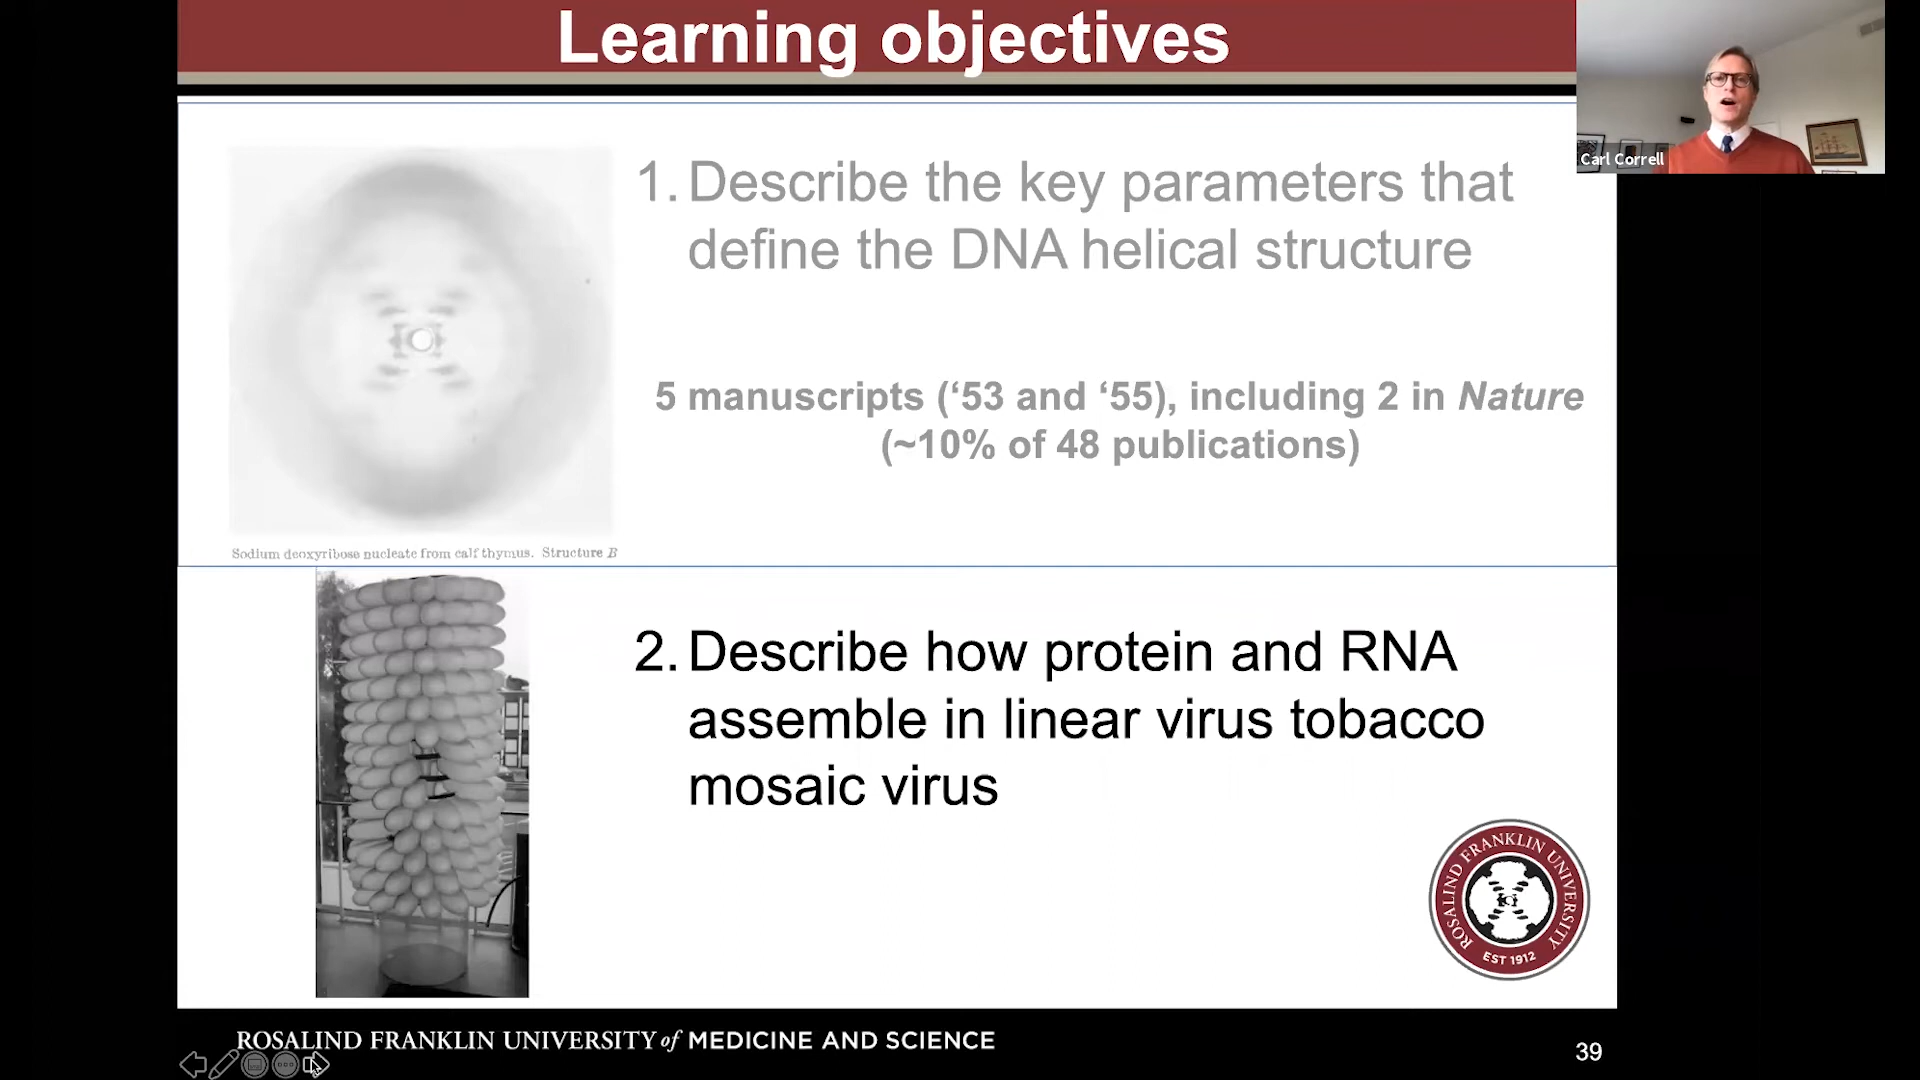 Learning objectives
Carl Correll
1. Describe the key parameters that
define the DNA helical structure
5 manuscripts (‘53 and ‘55), including 2 in Nature
(~10% of 48 publications)
Sodium deoxyribose nucleate from calf thymus. Structure B
2. Describe how protein and RNA
assemble in linear virus tobacco
mosaic virus
ROSALIND FRANKLIN UNIVERSITY
EST 1912
ROSALIND FRANKLIN UNIVERSITY of MEDICINE AND SCIENCE
39